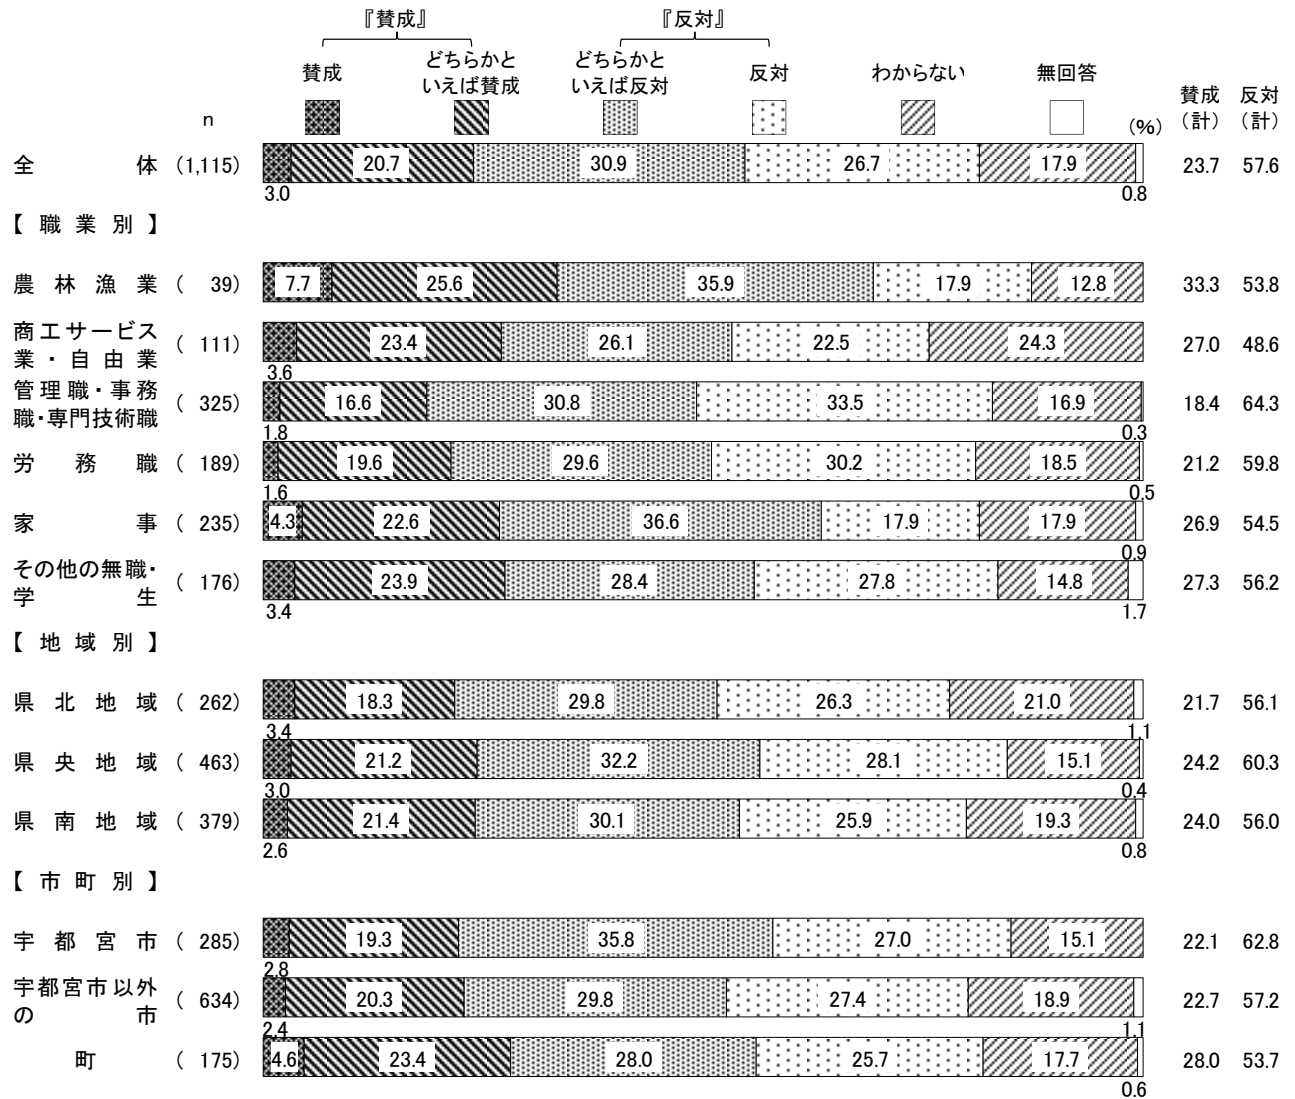 『賛成』 『反対』
賛成 どちらかといえば賛成 どちらかといえば反対 反対 わからない 無回答
n (%) 賛成（計） 反対（計）
全体 (1,115) 20.7 30.9 26.7 17.9 23.7 57.6
3.0 0.8
【職業別】
農林漁業 ( 39) 7.7 25.6 35.9 17.9 12.8 33.3 53.8
商工サービス業・自由業 ( 111) 23.4 26.1 22.5 24.3 27.0 48.6
3.6
管理職・事務職・専門技術職 ( 325) 16.6 30.8 33.5 16.9 18.4 64.3
1.8 0.3
労務職 ( 189) 19.6 29.6 30.2 18.5 21.2 59.8
1.6 0.5
家事 ( 235) 4.3 22.6 36.6 17.9 17.9 26.9 54.5
0.9
その他の無職・学生 ( 176) 23.9 28.4 27.8 14.8 27.3 56.2
3.4 1.7
【地域別】
県北地域 ( 262) 18.3 29.8 26.3 21.0 21.7 56.1
3.4 1.1
県央地域 ( 463) 21.2 32.2 28.1 15.1 24.2 60.3
3.0 0.4
県南地域 ( 379) 21.4 30.1 25.9 19.3 24.0 56.0
2.6 0.8
【市町別】
宇都宮市 ( 285) 19.3 35.8 27.0 15.1 22.1 62.8
2.8
宇都宮市以外の市 ( 634) 20.3 29.8 27.4 18.9 22.7 57.2
2.4 1.1
町 ( 175) 4.6 23.4 28.0 25.7 17.7 28.0 53.7
0.6